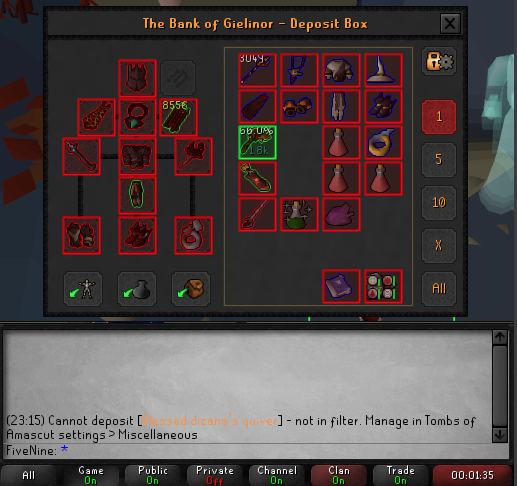 The Bank of Gielinor - Deposit Box
3049
8556
1
66.0%
1.8k
5
10
X
All
(23:15) Cannot deposit [Blessed dizana's quiver] - not in filter. Manage in Tombs of
Amascut settings > Miscellaneous
FiveNine: *
All
Game
On
Public
On
Private
Off
Channel
On
Clan
On
Trade
On
00:01:35